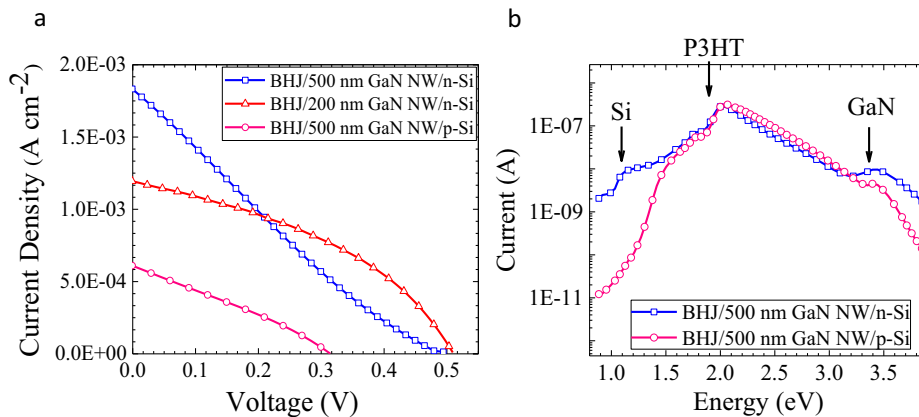 a
2.0E-03
1.5E-03
1.0E-03
5.0E-04
0.0E+00
Current Density (A cm⁻²)
BHJ/500 nm GaN NW/n-Si
BHJ/200 nm GaN NW/n-Si
BHJ/500 nm GaN NW/p-Si
0.0 0.1 0.2 0.3 0.4 0.5
Voltage (V)
b
P3HT
Si
GaN
1E-07
1E-09
1E-11
Current (A)
BHJ/500 nm GaN NW/n-Si
BHJ/500 nm GaN NW/p-Si
1.0 1.5 2.0 2.5 3.0 3.5
Energy (eV)